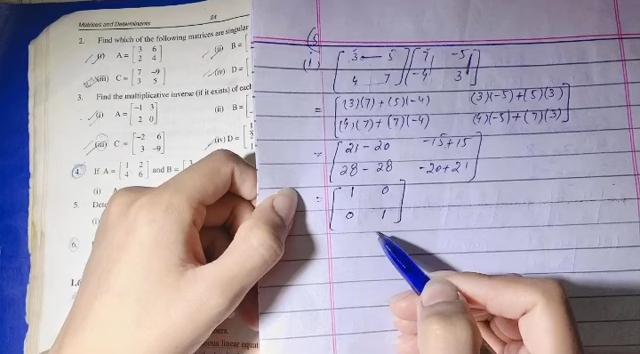 Matrices and Determinants 24
2. Find which of the following matrices are singular
(i) A = [3 6 (ii) B =
2 4]
(iii) C = [7 -9 (iv) D =
3 5]
3. Find the multiplicative inverse (if it exists) of each
(i) A = [-1 3 (ii) B =
2 0]
(iii) C = [-2 6 (iv) D =
3 -9]
4. If A = [1 2 and B =
4 6]
(i) A
5.
6.
linear equat
(i) [3 5] [7 -5]
[4 7] [-4 3]
= [(3)(7)+(5)(-4) (3)(-5)+(5)(3)]
[(4)(7)+(7)(-4) (4)(-5)+(7)(3)]
= [21-20 -15+15]
[28-28 -20+21]
= [1 0]
[0 1]